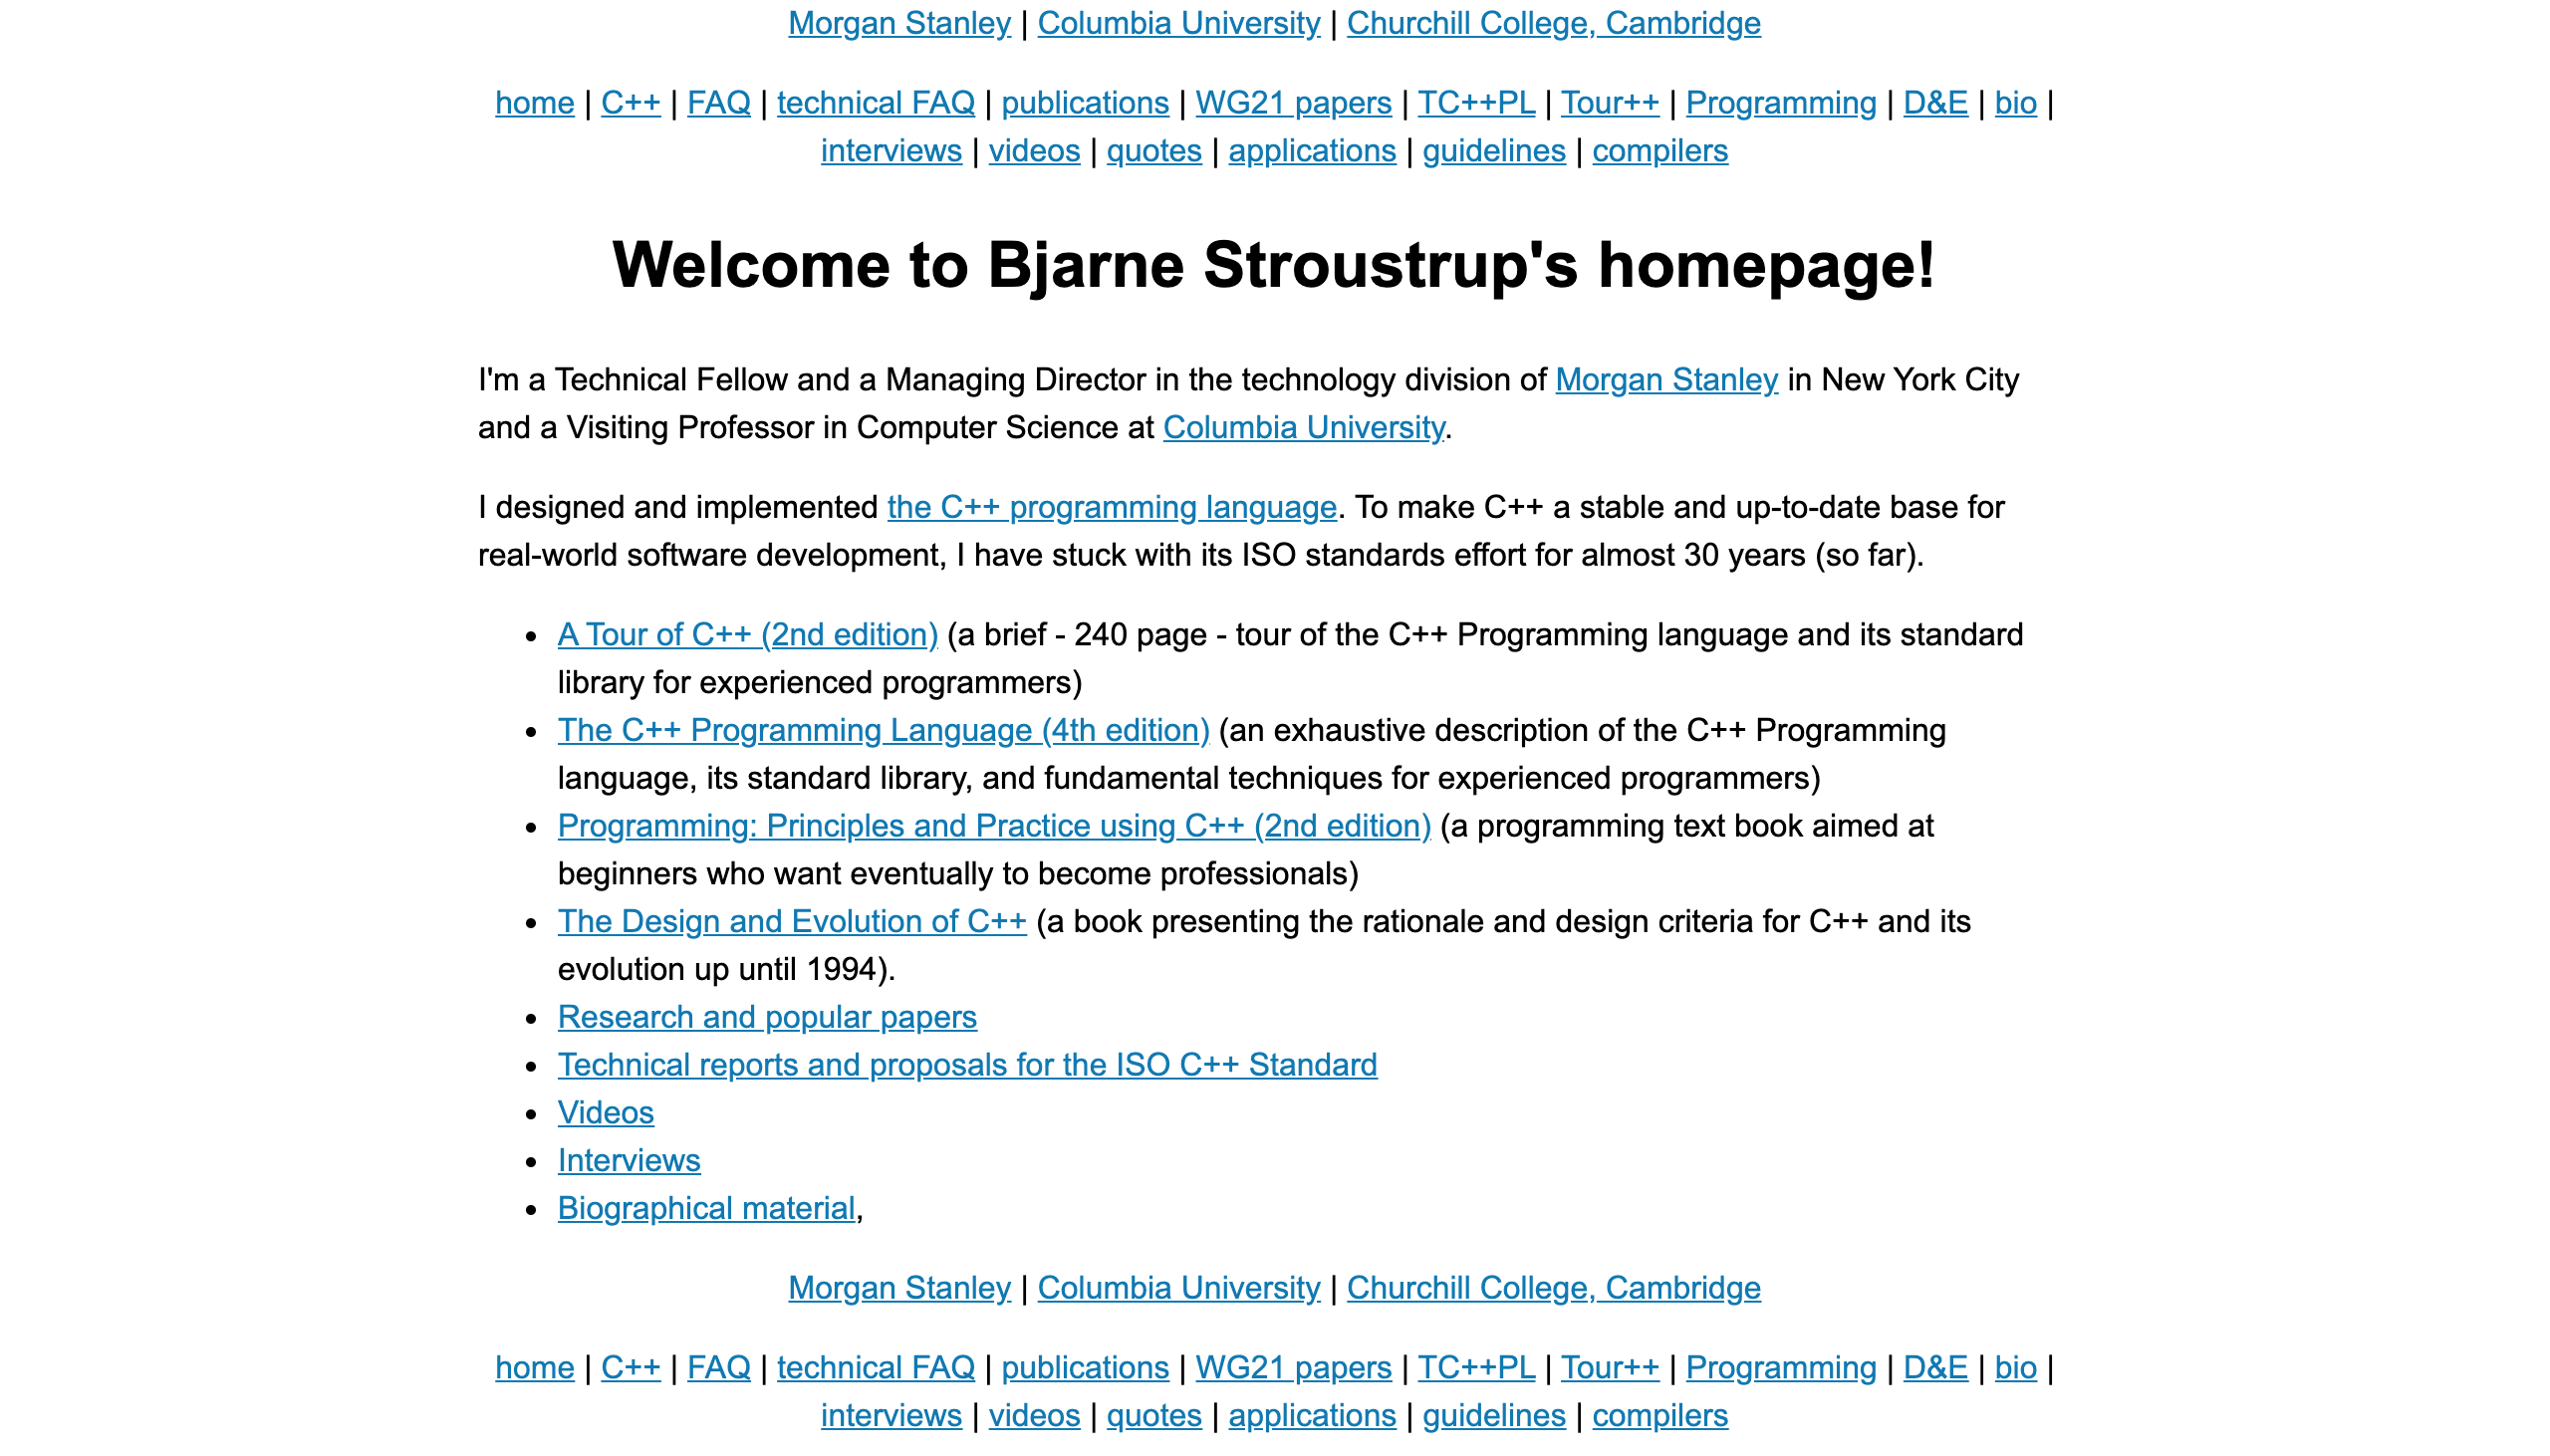 Morgan Stanley | Columbia University | Churchill College, Cambridge
home | C++ | FAQ | technical FAQ | publications | WG21 papers | TC++PL | Tour++ | Programming | D&E | bio |
interviews | videos | quotes | applications | guidelines | compilers
Welcome to Bjarne Stroustrup's homepage!
I'm a Technical Fellow and a Managing Director in the technology division of Morgan Stanley in New York City
and a Visiting Professor in Computer Science at Columbia University.
I designed and implemented the C++ programming language. To make C++ a stable and up-to-date base for
real-world software development, I have stuck with its ISO standards effort for almost 30 years (so far).
• A Tour of C++ (2nd edition) (a brief - 240 page - tour of the C++ Programming language and its standard
library for experienced programmers)
• The C++ Programming Language (4th edition) (an exhaustive description of the C++ Programming
language, its standard library, and fundamental techniques for experienced programmers)
• Programming: Principles and Practice using C++ (2nd edition) (a programming text book aimed at
beginners who want eventually to become professionals)
• The Design and Evolution of C++ (a book presenting the rationale and design criteria for C++ and its
evolution up until 1994).
• Research and popular papers
• Technical reports and proposals for the ISO C++ Standard
• Videos
• Interviews
• Biographical material,
Morgan Stanley | Columbia University | Churchill College, Cambridge
home | C++ | FAQ | technical FAQ | publications | WG21 papers | TC++PL | Tour++ | Programming | D&E | bio |
interviews | videos | quotes | applications | guidelines | compilers